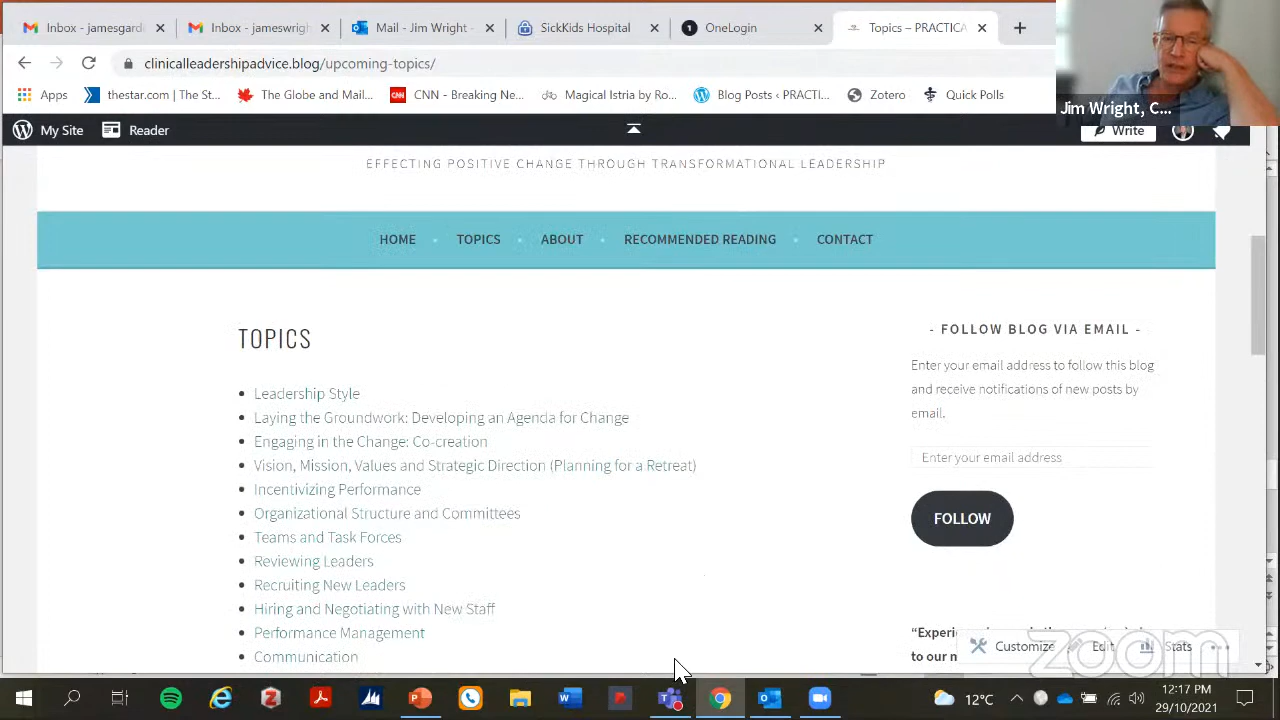 Inbox - jamesgard
Inbox - jameswrigh
Mail - Jim Wright -
SickKids Hospital
OneLogin
Topics – PRACTICA
clinicalleadershipadvice.blog/upcoming-topics/
Apps
thestar.com | The St...
The Globe and Mail...
CNN - Breaking Ne...
Magical Istria by Ro...
Blog Posts ‹ PRACTI...
Zotero
Quick Polls
Jim Wright, C...
My Site
Reader
Write
EFFECTING POSITIVE CHANGE THROUGH TRANSFORMATIONAL LEADERSHIP
HOME
TOPICS
ABOUT
RECOMMENDED READING
CONTACT
TOPICS
Leadership Style
Laying the Groundwork: Developing an Agenda for Change
Engaging in the Change: Co-creation
Vision, Mission, Values and Strategic Direction (Planning for a Retreat)
Incentivizing Performance
Organizational Structure and Committees
Teams and Task Forces
Reviewing Leaders
Recruiting New Leaders
Hiring and Negotiating with New Staff
Performance Management
Communication
- FOLLOW BLOG VIA EMAIL -
Enter your email address to follow this blog
and receive notifications of new posts by
email.
Enter your email address
FOLLOW
to our
Customize
Edit
Stats
zoom
12°C
12:17 PM
29/10/2021